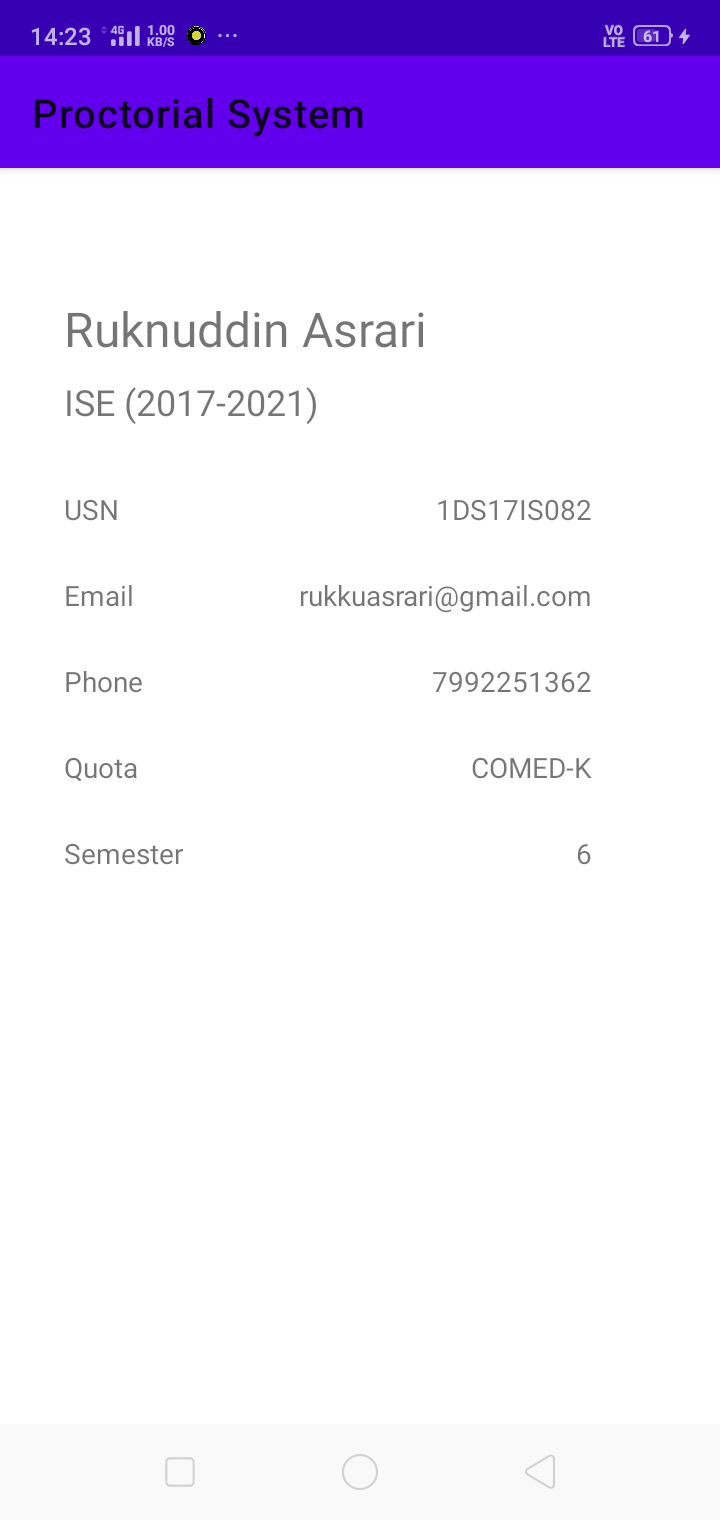 14:23 4G 1.00 KB/S ... VO LTE 61
Proctorial System
Ruknuddin Asrari
ISE (2017-2021)
USN 1DS17IS082
Email rukkuasrari@gmail.com
Phone 7992251362
Quota COMED-K
Semester 6